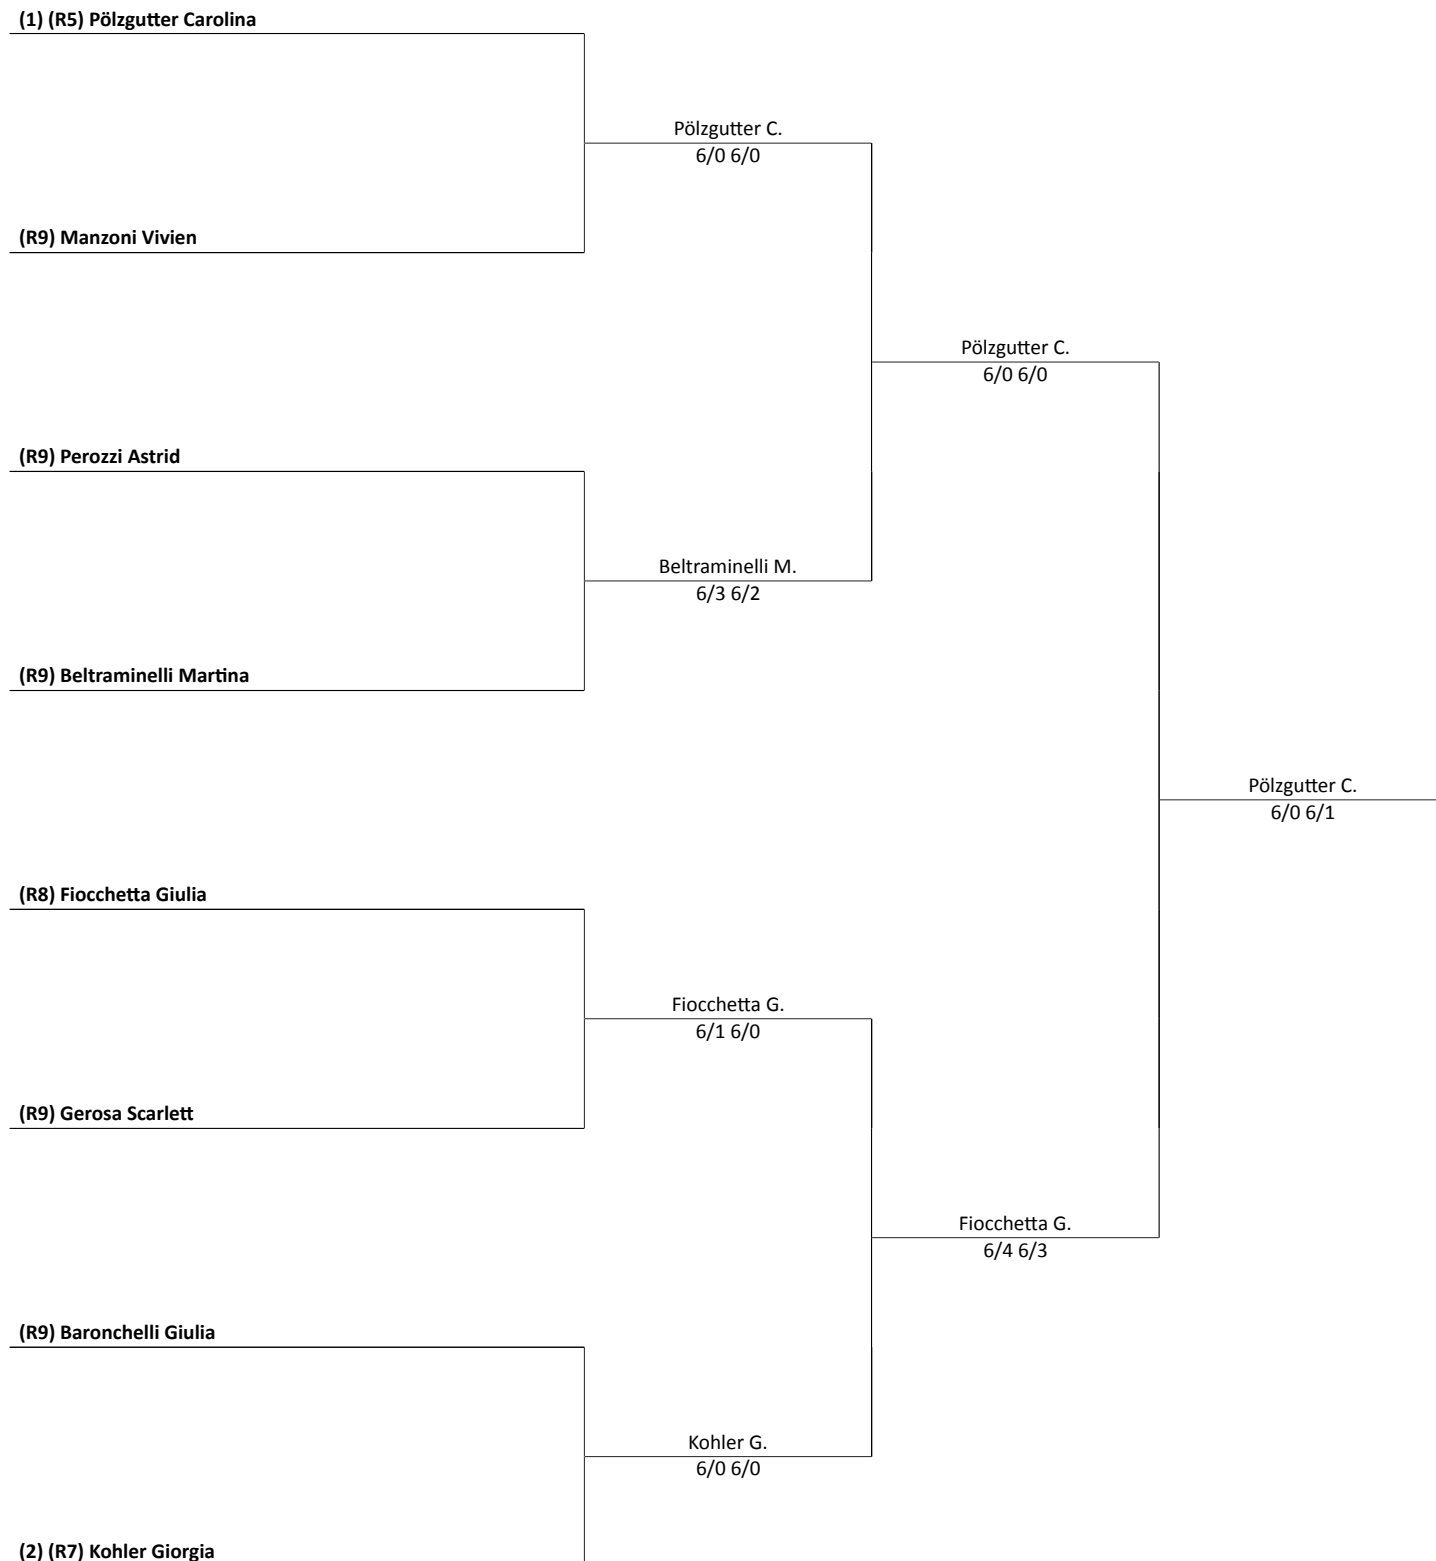 (1) (R5) Pölzgutter Carolina
Pölzgutter C.
6/0 6/0
(R9) Manzoni Vivien
Pölzgutter C.
6/0 6/0
(R9) Perozzi Astrid
Beltraminelli M.
6/3 6/2
(R9) Beltraminelli Martina
Pölzgutter C.
6/0 6/1
(R8) Fiocchetta Giulia
Fiocchetta G.
6/1 6/0
(R9) Gerosa Scarlett
Fiocchetta G.
6/4 6/3
(R9) Baronchelli Giulia
Kohler G.
6/0 6/0
(2) (R7) Kohler Giorgia